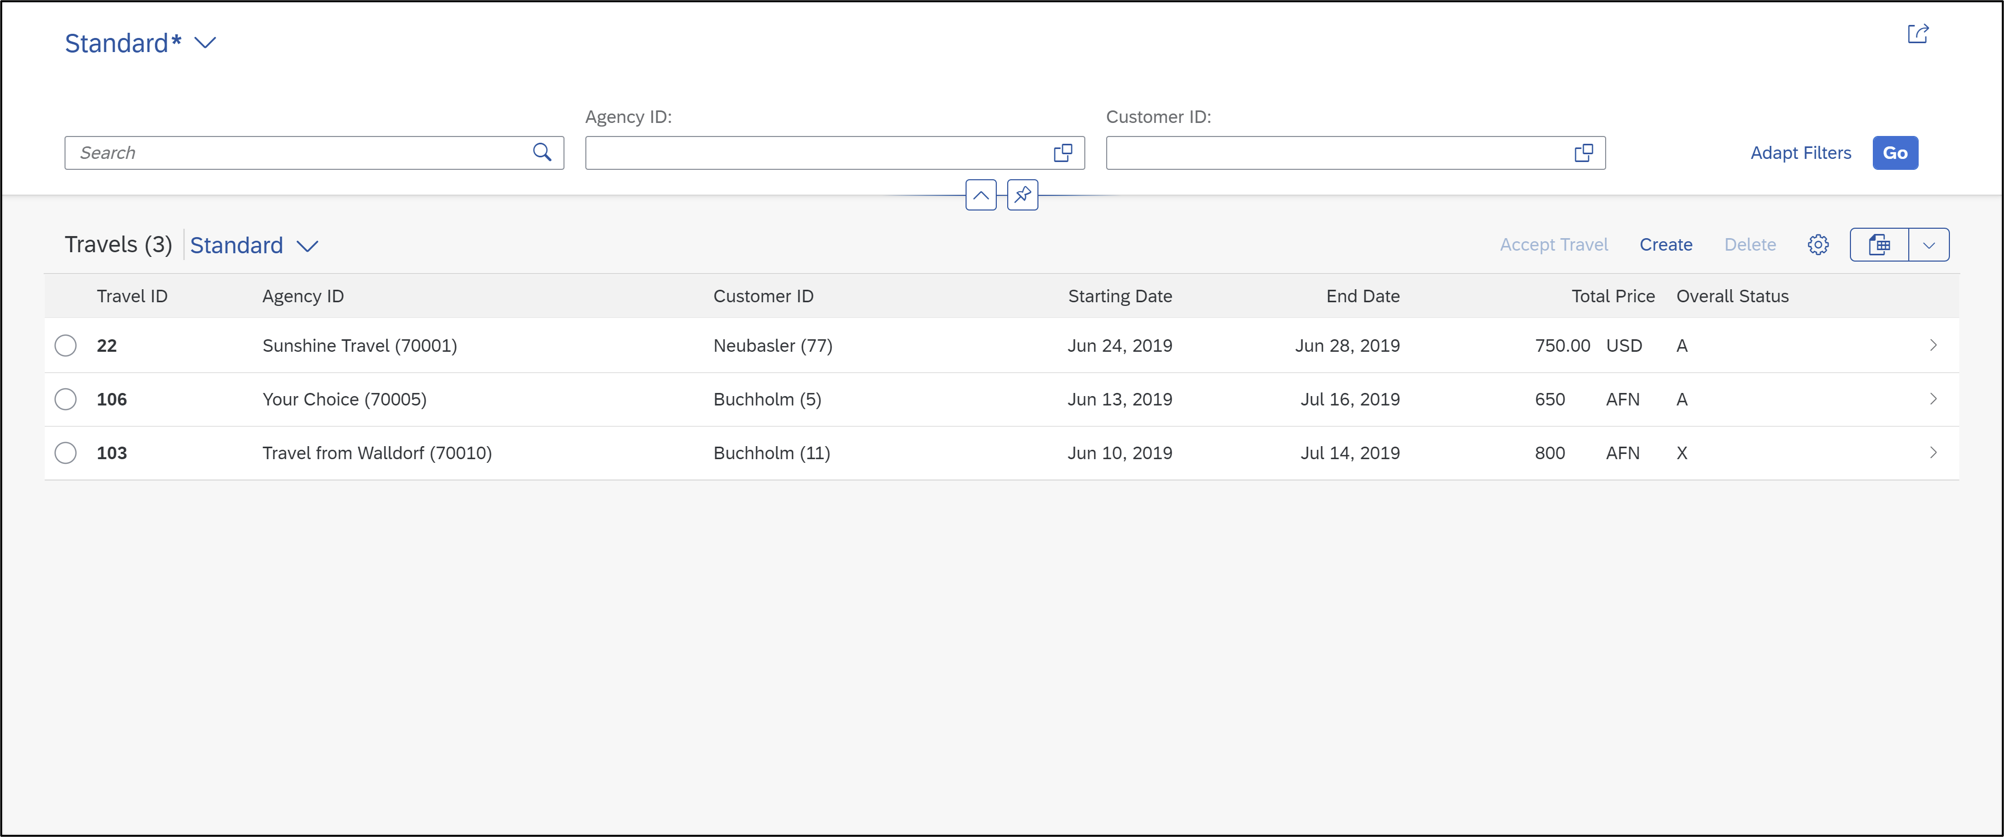 Standard*
Agency ID: Customer ID:
Search Adapt Filters Go
Travels (3) Standard Accept Travel Create Delete
Travel ID Agency ID Customer ID Starting Date End Date Total Price Overall Status
22 Sunshine Travel (70001) Neubasler (77) Jun 24, 2019 Jun 28, 2019 750.00 USD A
106 Your Choice (70005) Buchholm (5) Jun 13, 2019 Jul 16, 2019 650 AFN A
103 Travel from Walldorf (70010) Buchholm (11) Jun 10, 2019 Jul 14, 2019 800 AFN X